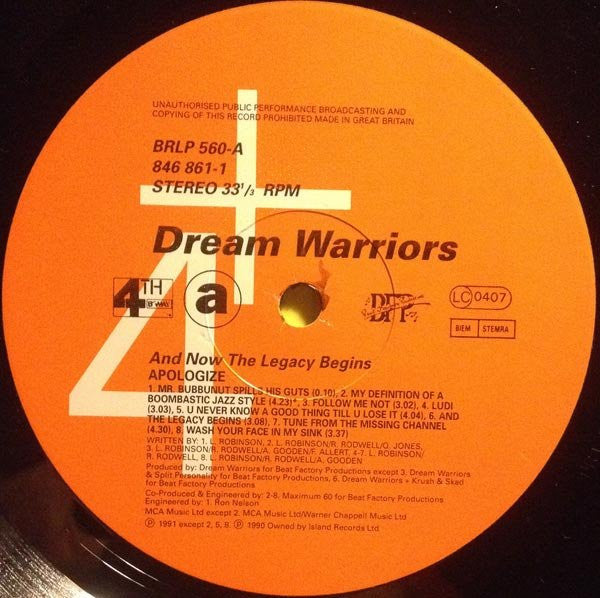 UNAUTHORISED PUBLIC PERFORMANCE BROADCASTING AND
COPYING OF THIS RECORD PROHIBITED MADE IN GREAT BRITAIN
BRLP 560-A
846 861-1
STEREO 33¹/₃ RPM
4
Dream Warriors
4TH
B'WAY
a
BFP
LC 0407
BIEM STEMRA
And Now The Legacy Begins
APOLOGIZE
1. MR. BUBBUNUT SPILLS HIS GUTS (0.10), 2. MY DEFINITION OF A
BOOMBASTIC JAZZ STYLE (4.23)*, 3. FOLLOW ME NOT (3.02), 4. LUDI
(3.03), 5. U NEVER KNOW A GOOD THING TILL U LOSE IT (4.04), 6. AND
THE LEGACY BEGINS (3.08), 7. TUNE FROM THE MISSING CHANNEL
(4.30), 8. WASH YOUR FACE IN MY SINK (3.37)
WRITTEN BY: 1. L. ROBINSON, 2. L. ROBINSON/R. RODWELL/Q. JONES,
3. L. ROBINSON/R. RODWELL/A. GOODEN/F. ALLERT, 4-7. L. ROBINSON/
R. RODWELL, 8. L. ROBINSON/R. RODWELL/A. GOODEN
Produced by: Dream Warriors for Beat Factory Productions except 3. Dream Warriors
& Split Personality for Beat Factory Productions, 6. Dream Warriors + Krush & Skad
for Beat Factory Productions
Co-Produced & Engineered by: 2-8. Maximum 60 for Beat Factory Productions
Engineered by: 1. Ron Nelson
MCA Music Ltd except 2. MCA Music Ltd/Warner Chappell Music Ltd
Ⓟ 1991 except 2, 5, 8. Ⓟ 1990 Owned by Island Records Ltd